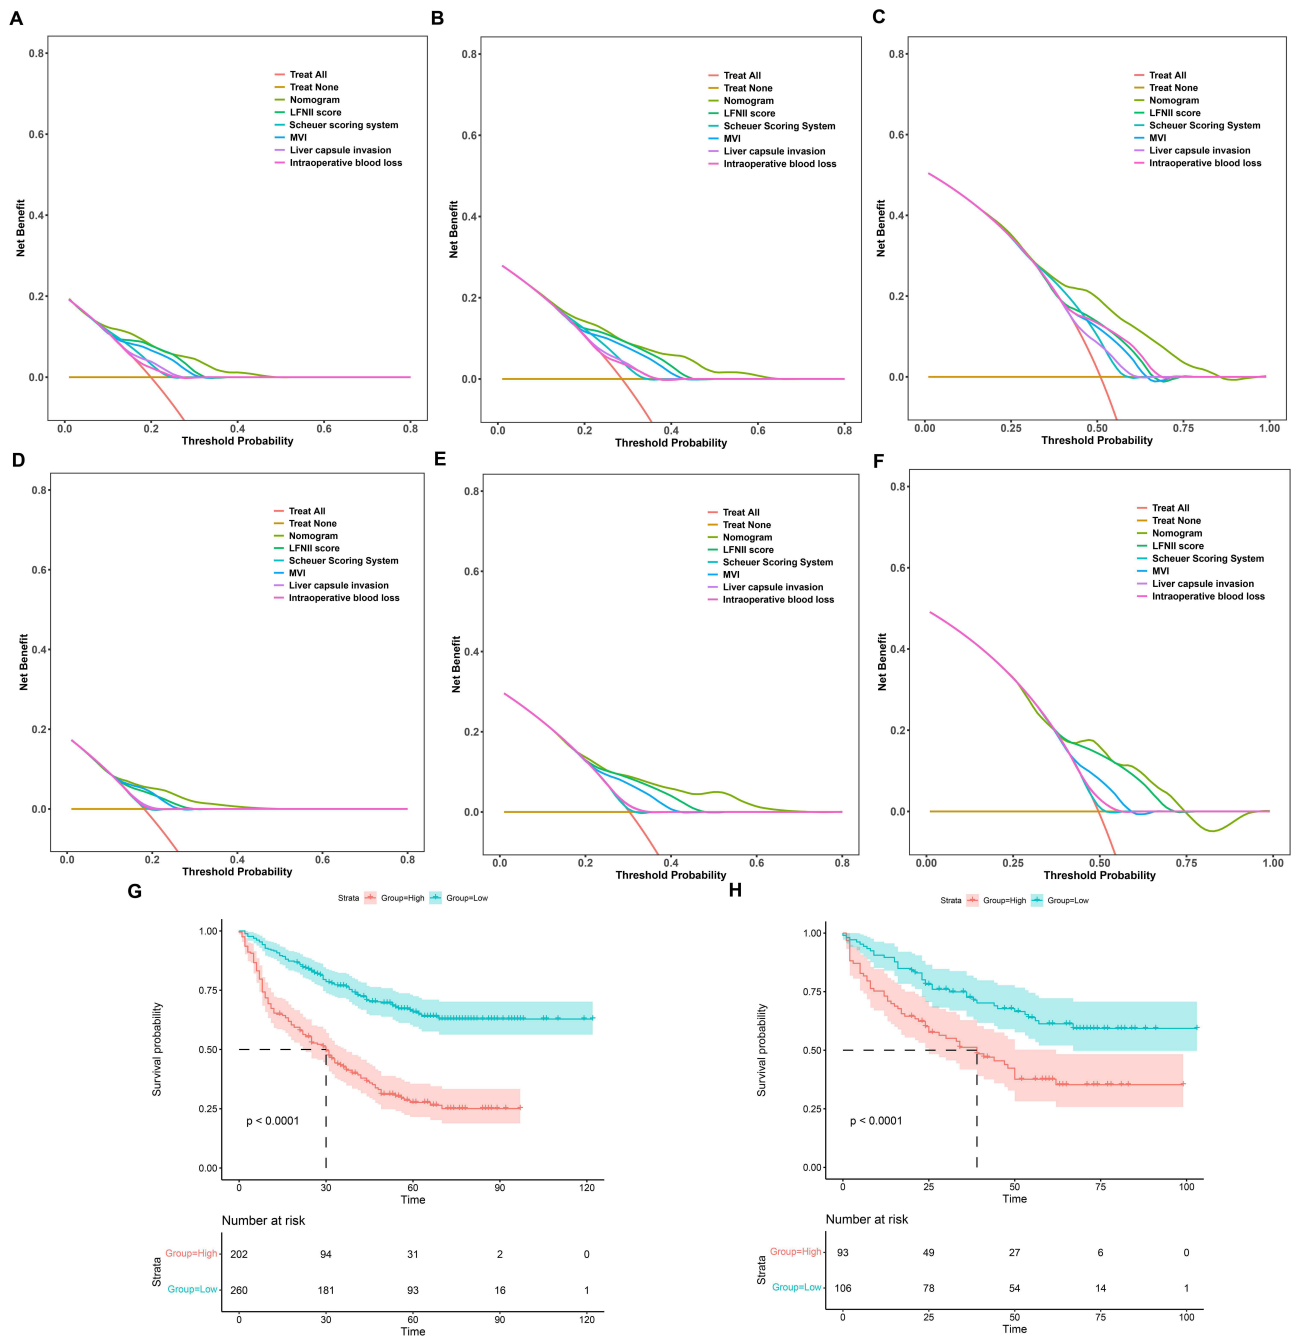 A
0.8
0.6
0.4
0.2
0.0
Net Benefit
Treat All
Treat None
Nomogram
LFNII score
Scheuer scoring system
MVI
Liver capsule invasion
Intraoperative blood loss
0.0 0.2 0.4 0.6 0.8
Threshold Probability
B
0.8
0.6
0.4
0.2
0.0
Net Benefit
Treat All
Treat None
Nomogram
LFNII score
Scheuer Scoring System
MVI
Liver capsule invasion
Intraoperative blood loss
0.0 0.2 0.4 0.6 0.8
Threshold Probability
C
0.8
0.6
0.4
0.2
0.0
Net Benefit
Treat All
Treat None
Nomogram
LFNII score
Scheuer Scoring System
MVI
Liver capsule invasion
Intraoperative blood loss
0.00 0.25 0.50 0.75 1.00
Threshold Probability
D
0.8
0.6
0.4
0.2
0.0
Net Benefit
Treat All
Treat None
Nomogram
LFNII score
Scheuer Scoring System
MVI
Liver capsule invasion
Intraoperative blood loss
0.0 0.2 0.4 0.6 0.8
Threshold Probability
E
0.8
0.6
0.4
0.2
0.0
Net Benefit
Treat All
Treat None
Nomogram
LFNII score
Scheuer Scoring System
MVI
Liver capsule invasion
Intraoperative blood loss
0.0 0.2 0.4 0.6 0.8
Threshold Probability
F
0.8
0.6
0.4
0.2
0.0
Net Benefit
Treat All
Treat None
Nomogram
LFNII score
Scheuer Scoring System
MVI
Liver capsule invasion
Intraoperative blood loss
0.00 0.25 0.50 0.75 1.00
Threshold Probability
G
Strata Group=High Group=Low
1.00
0.75
0.50
0.25
0.00
Survival probability
p < 0.0001
0 30 60 90 120
Time
Number at risk
Strata
Group=High 202 94 31 2 0
Group=Low 260 181 93 16 1
0 30 60 90 120
Time
H
Strata Group=High Group=Low
1.00
0.75
0.50
0.25
0.00
Survival probability
p < 0.0001
0 25 50 75 100
Time
Number at risk
Strata
Group=High 93 49 27 6 0
Group=Low 106 78 54 14 1
0 25 50 75 100
Time